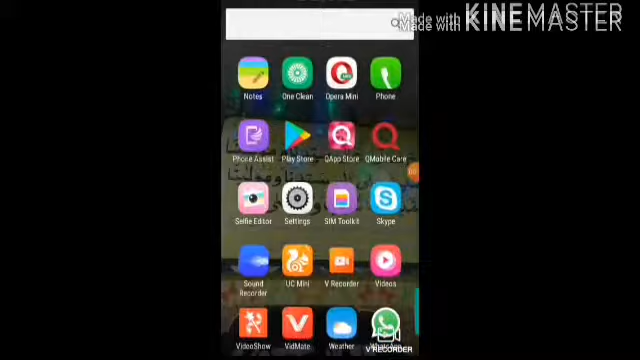 Made with KINEMASTER
Made with
Notes One Clean Opera Mini Phone
Phone Assist Play Store QApp Store QMobile Care
Selfie Editor Settings SIM Toolkit Skype
Sound Recorder UC Mini V Recorder Videos
VideoShow VidMate Weather WhatsApp
V RECORDER